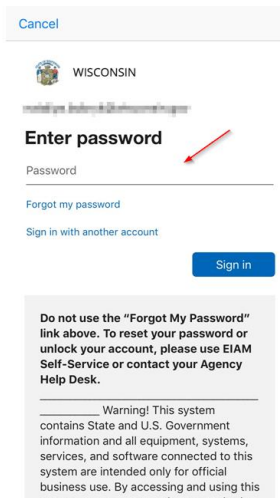 Cancel
WISCONSIN
Enter password
Password
Forgot my password
Sign in with another account
Sign in
Do not use the “Forgot My Password”
link above. To reset your password or
unlock your account, please use EIAM
Self-Service or contact your Agency
Help Desk.
Warning! This system
contains State and U.S. Government
information and all equipment, systems,
services, and software connected to this
system are intended only for official
business use. By accessing and using this